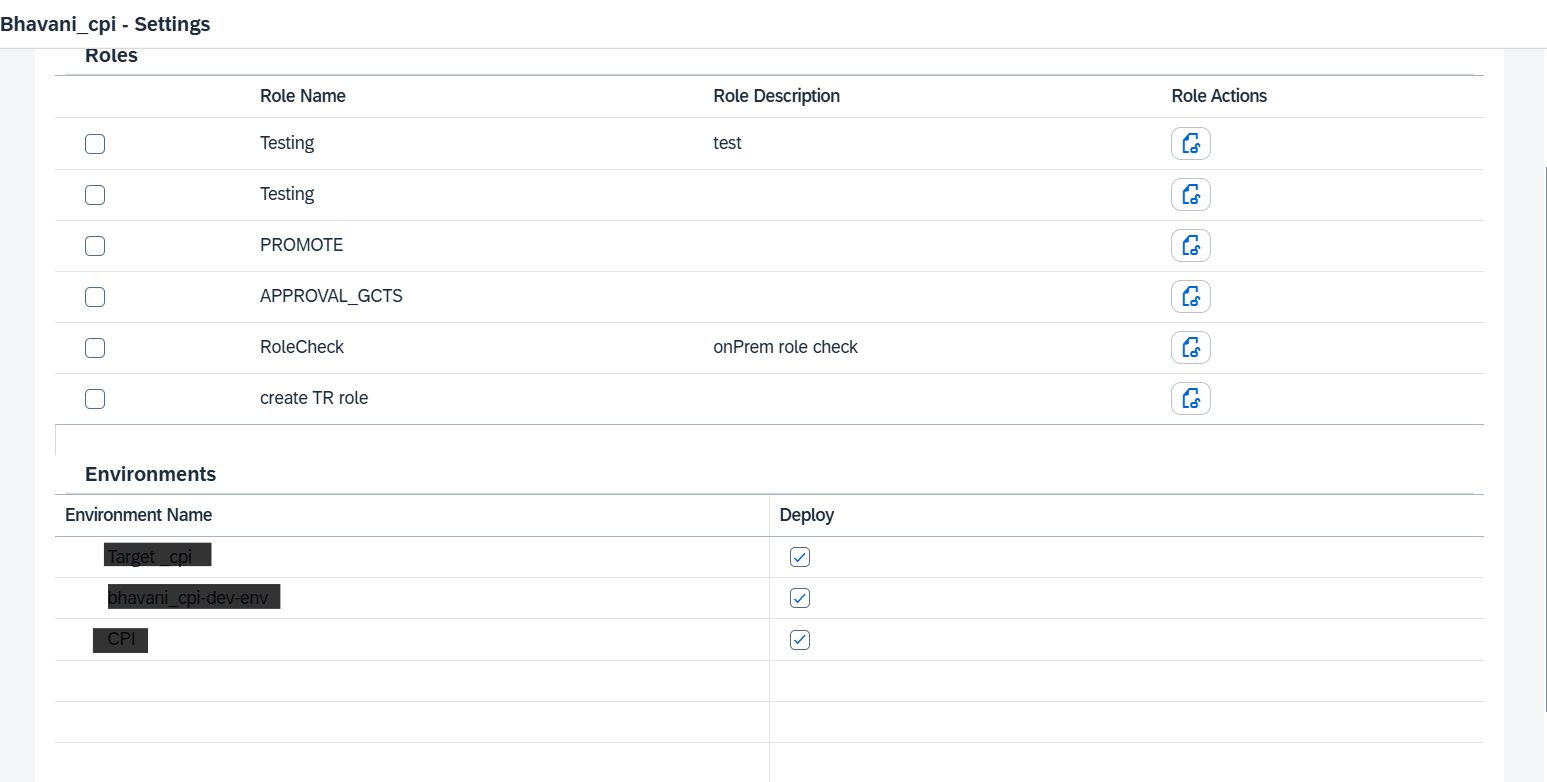 Bhavani_cpi - Settings
Roles
Role Name Role Description Role Actions
Testing test
Testing
PROMOTE
APPROVAL_GCTS
RoleCheck onPrem role check
create TR role
Environments
Environment Name Deploy
Target _cpi
bhavani_cpi-dev-env
CPI